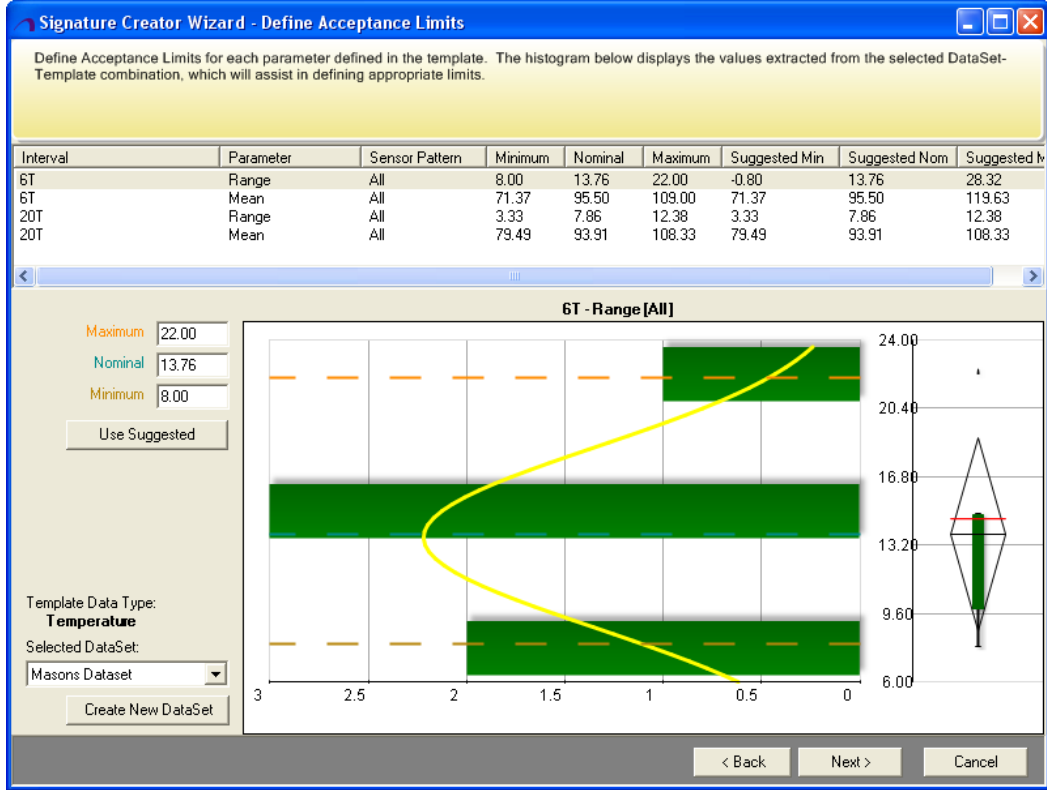 Signature Creator Wizard - Define Acceptance Limits
Define Acceptance Limits for each parameter defined in the template. The histogram below displays the values extracted from the selected DataSet-
Template combination, which will assist in defining appropriate limits.
Interval Parameter Sensor Pattern Minimum Nominal Maximum Suggested Min Suggested Nom Suggested M
6T Range All 8.00 13.76 22.00 -0.80 13.76 28.32
6T Mean All 71.37 95.50 109.00 71.37 95.50 119.63
20T Range All 3.33 7.86 12.38 3.33 7.86 12.38
20T Mean All 79.49 93.91 108.33 79.49 93.91 108.33
6T - Range [All]
Maximum 22.00
Nominal 13.76
Minimum 8.00
Use Suggested
24.00
20.40
16.80
13.20
9.60
6.00
3 2.5 2 1.5 1 0.5 0
Template Data Type:
Temperature
Selected DataSet:
Masons Dataset
Create New DataSet
< Back Next > Cancel